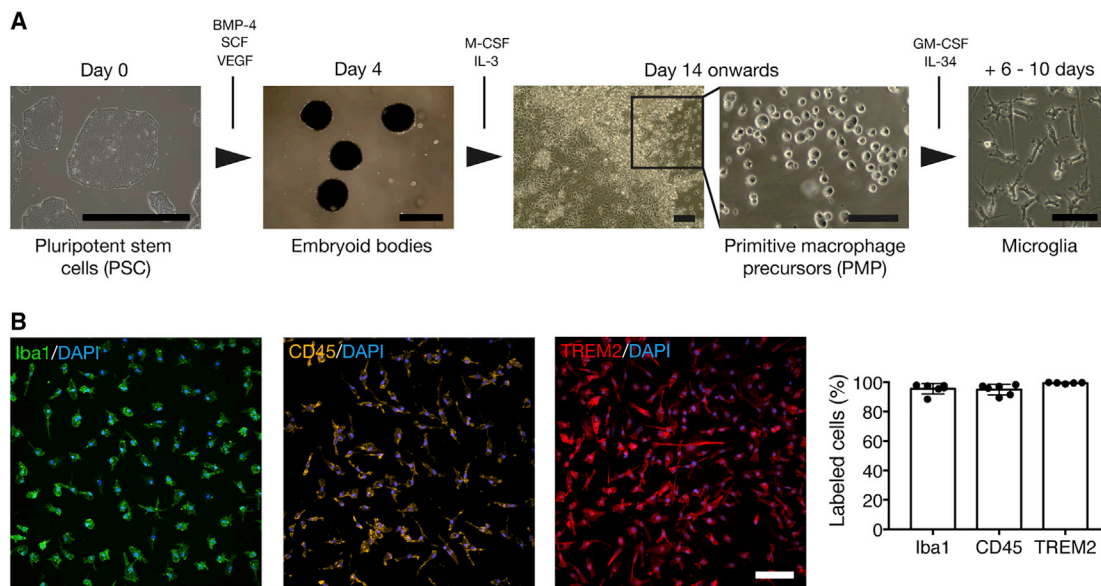 A
BMP-4
SCF
VEGF
M-CSF
IL-3
GM-CSF
IL-34
Day 0
Day 4
Day 14 onwards
+ 6 - 10 days
Pluripotent stem
cells (PSC)
Embryoid bodies
Primitive macrophage
precursors (PMP)
Microglia
B
Iba1/DAPI
CD45/DAPI
TREM2/DAPI
Labeled cells (%)
100
80
60
40
20
0
Iba1 CD45 TREM2